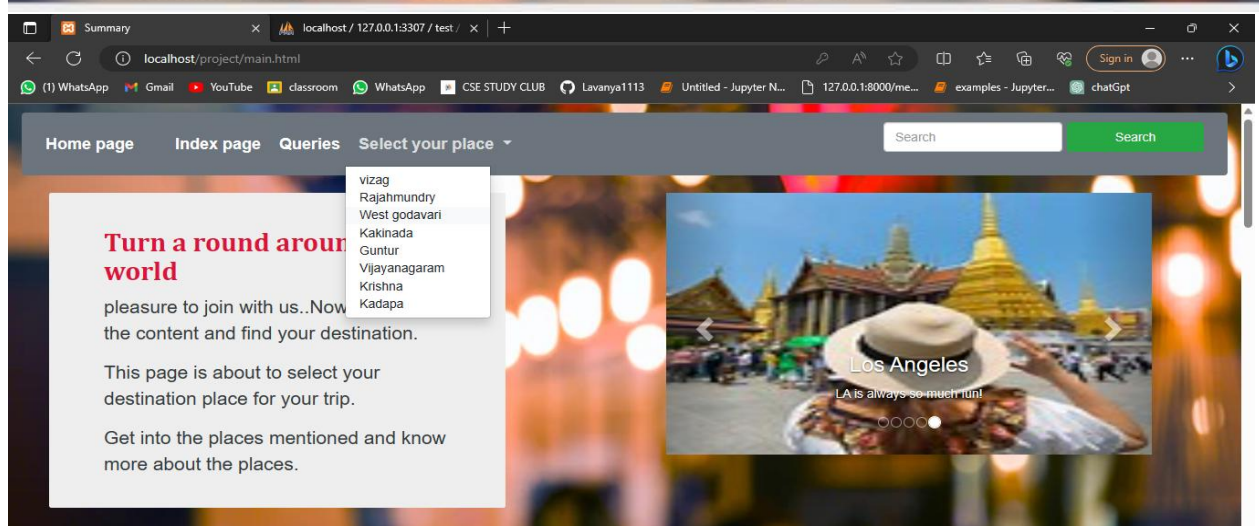 Summary
localhost / 127.0.0.1:3307 / test /
localhost/project/main.html
Sign in
(1) WhatsApp
Gmail
YouTube
classroom
WhatsApp
CSE STUDY CLUB
Lavanya1113
Untitled - Jupyter N...
127.0.0.1:8000/me...
examples - Jupyter...
chatGpt
Home page
Index page
Queries
Select your place
Search
Search
vizag
Rajahmundry
West godavari
Kakinada
Guntur
Vijayanagaram
Krishna
Kadapa
Turn a round aroun
world
pleasure to join with us..Now
the content and find your destination.
This page is about to select your
destination place for your trip.
Get into the places mentioned and know
more about the places.
Los Angeles
LA is always so much fun!